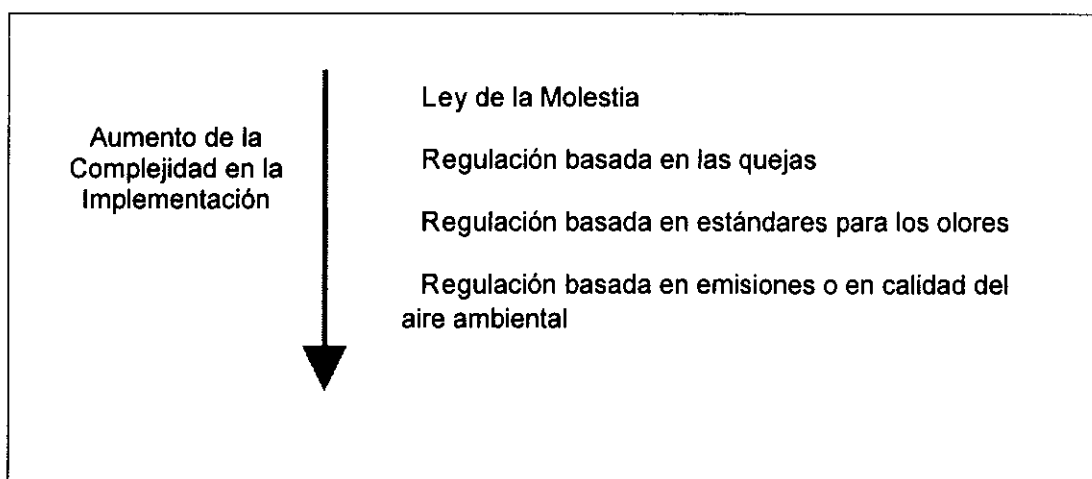 Aumento de la
Complejidad en la
Implementación
Ley de la Molestia
Regulación basada en las quejas
Regulación basada en estándares para los olores
Regulación basada en emisiones o en calidad del
aire ambiental